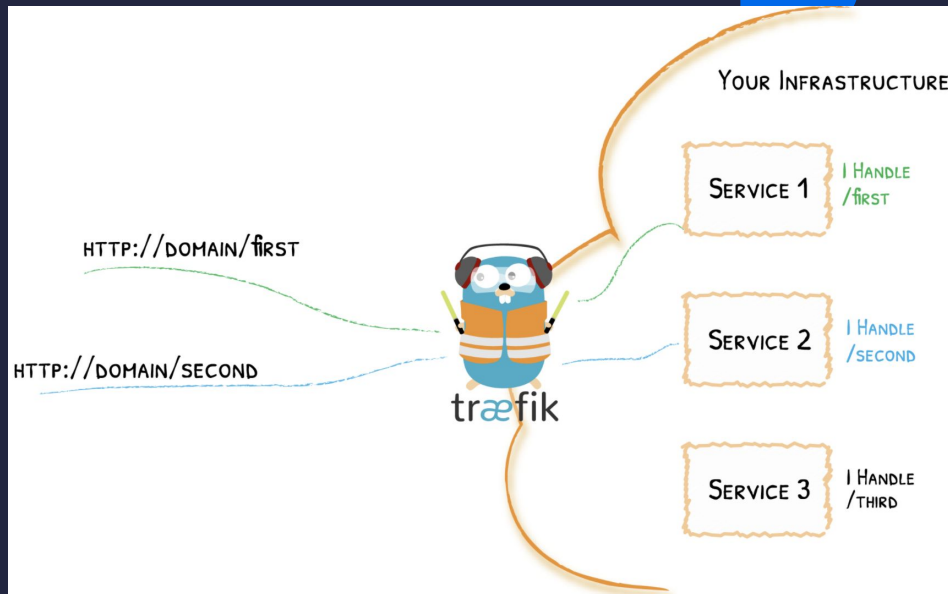 YOUR INFRASTRUCTURE
SERVICE 1
I HANDLE
/FIRST
HTTP://DOMAIN/FIRST
SERVICE 2
I HANDLE
/SECOND
HTTP://DOMAIN/SECOND
træfik
SERVICE 3
I HANDLE
/THIRD